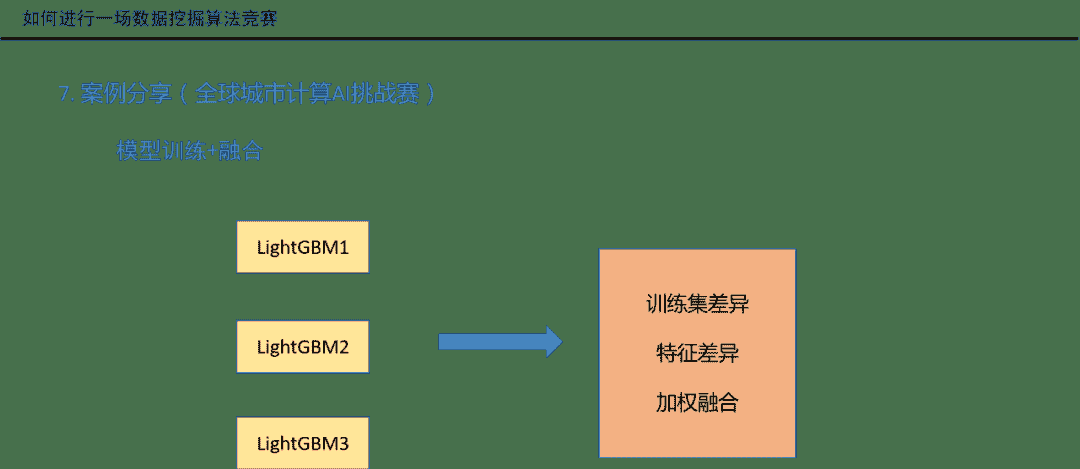 如何进行一场数据挖掘算法竞赛
7. 案例分享（全球城市计算AI挑战赛）
模型训练+融合
LightGBM1
LightGBM2
LightGBM3
训练集差异
特征差异
加权融合